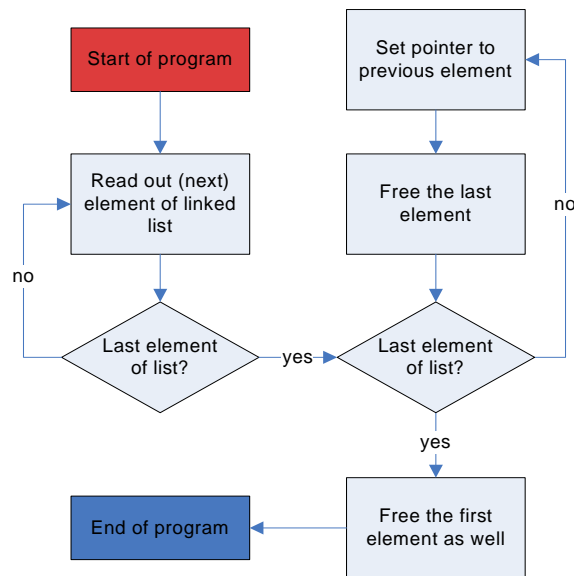 Start of program
Read out (next)
element of linked
list
no
Last element
of list?
yes
Set pointer to
previous element
Free the last
element
no
Last element
of list?
yes
Free the first
element as well
End of program